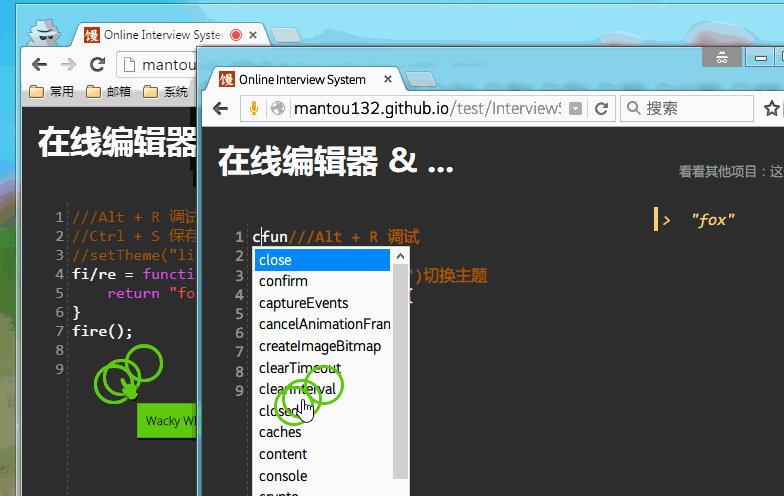 Online Interview Syster
mantou
常用 邮箱 系统
在线编辑器
1 ///Alt + R 调试
2 //Ctrl + S 保存
3 //setTheme("li
4 fi/re = functi
5 return "fo
6 }
7 fire();
8
9
Wacky W
Online Interview System
mantou132.github.io/test/Interview
搜索
在线编辑器 & ...
看看其他项目：这
> "fox"
1 cfun///Alt + R 调试
2
3 ")切换主题
4
5
6
7
8
9
close
confirm
captureEvents
cancelAnimationFran
createImageBitmap
clearTimeout
clearInterval
closed
caches
content
console
crypto